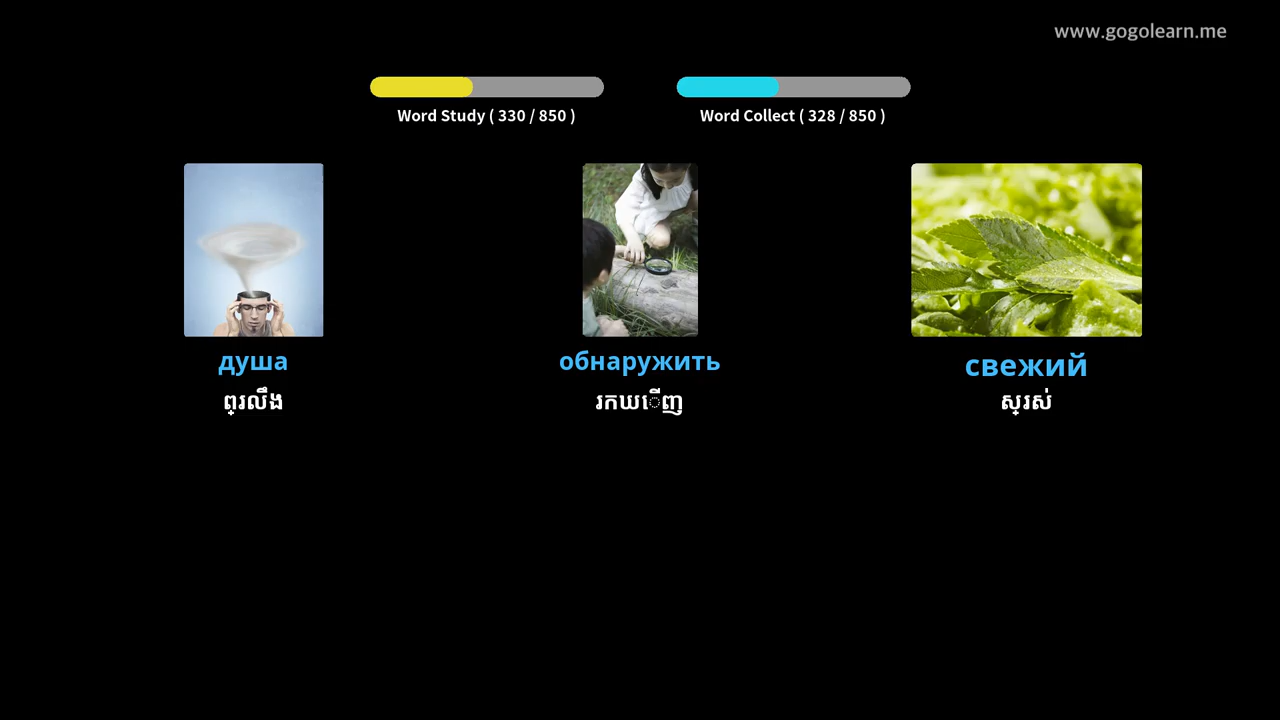 www.gogolearn.me
Word Study ( 330 / 850 )
Word Collect ( 328 / 850 )
душа
обнаружить
свежий
ព្រលឹង
រកឃើញ
ស្រស់